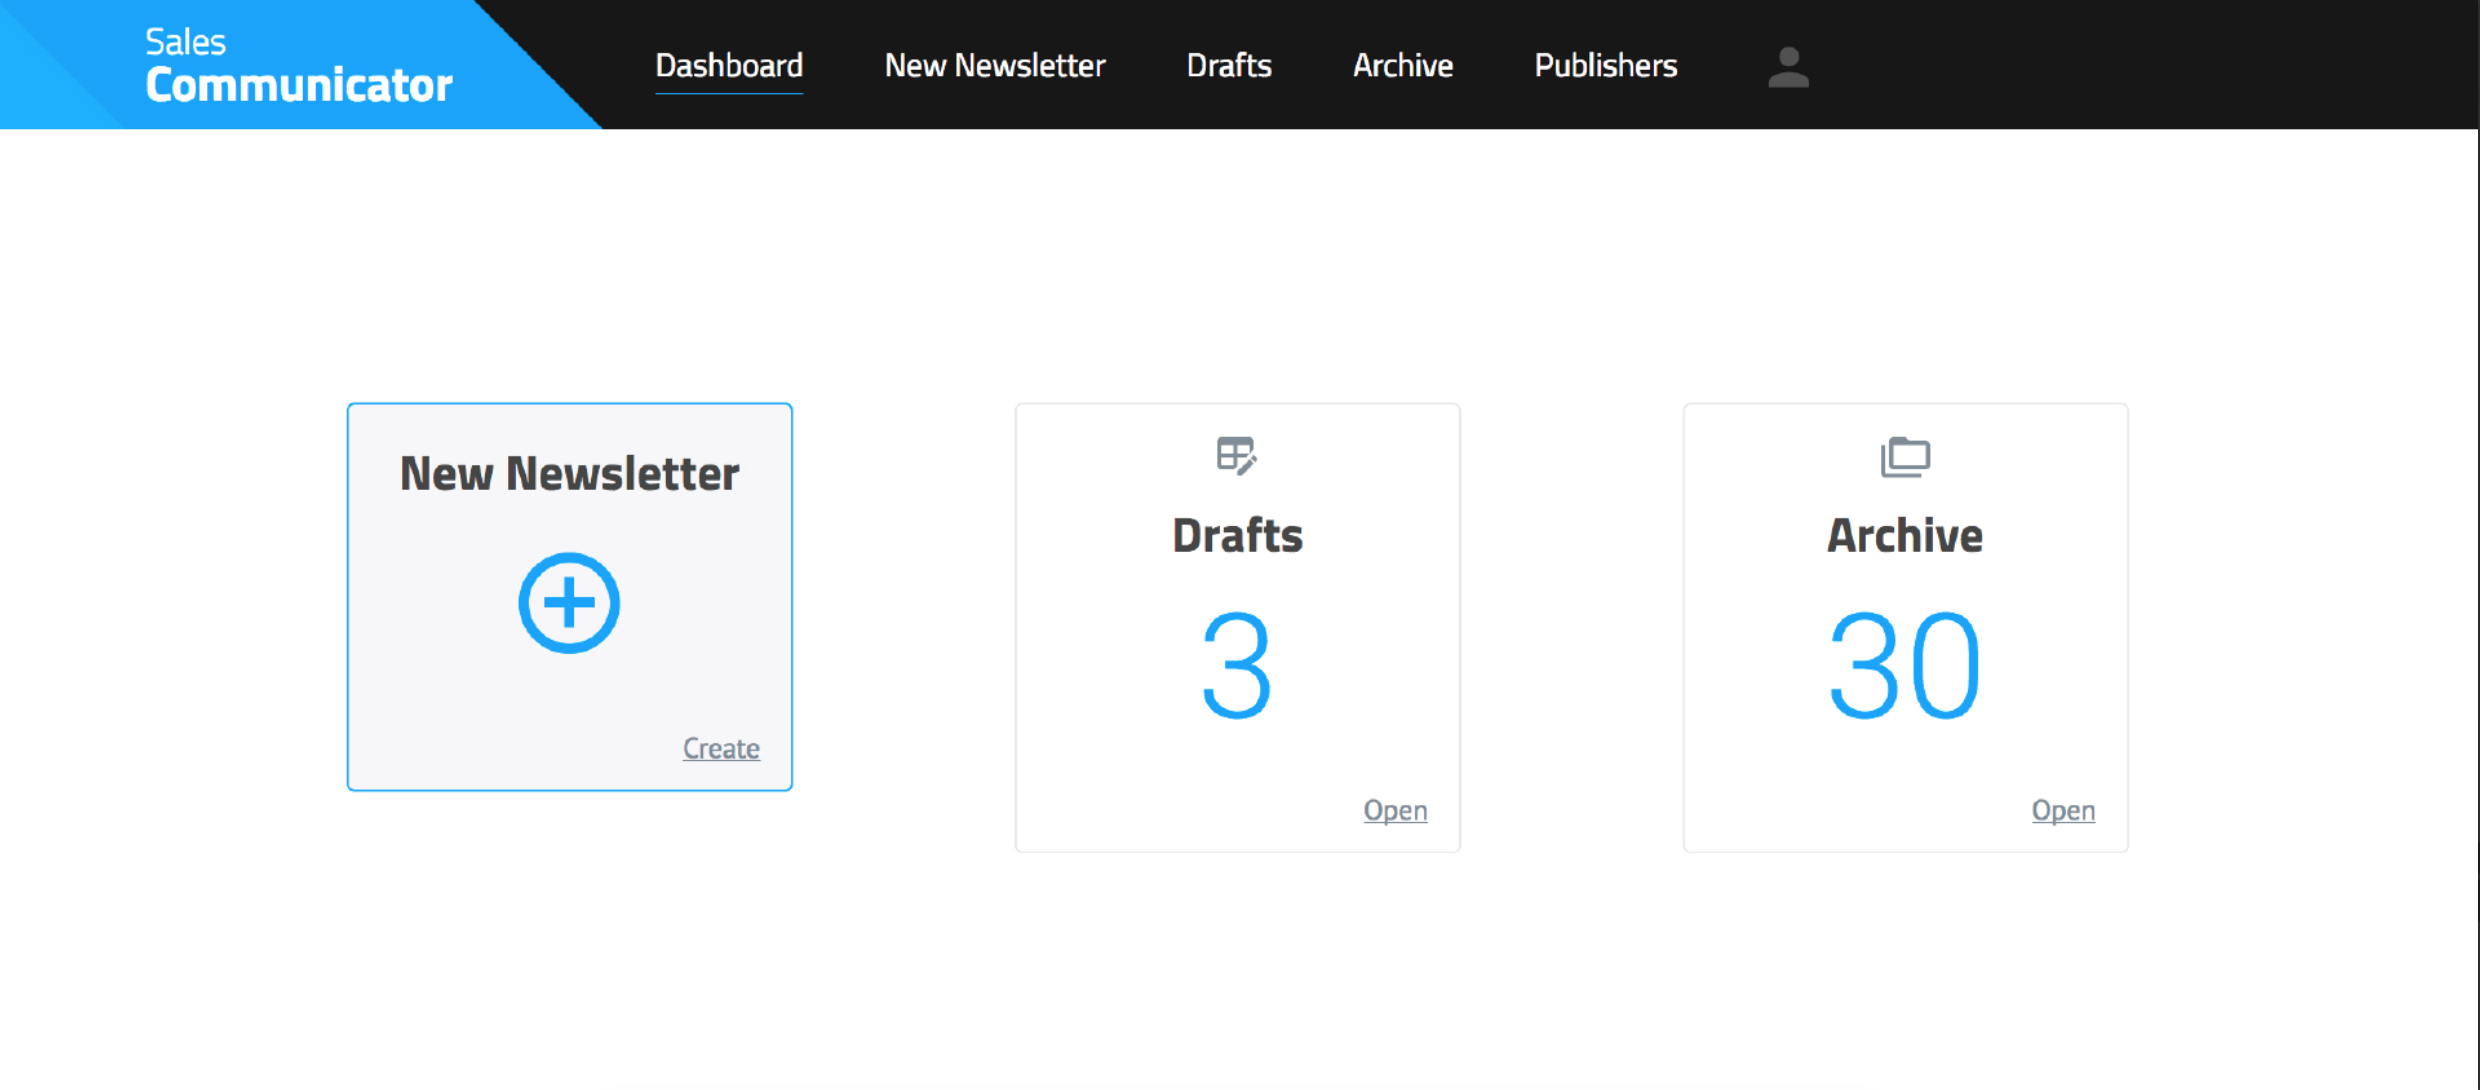 Sales
Communicator
Dashboard New Newsletter Drafts Archive Publishers
New Newsletter
Create
Drafts
3
Open
Archive
30
Open